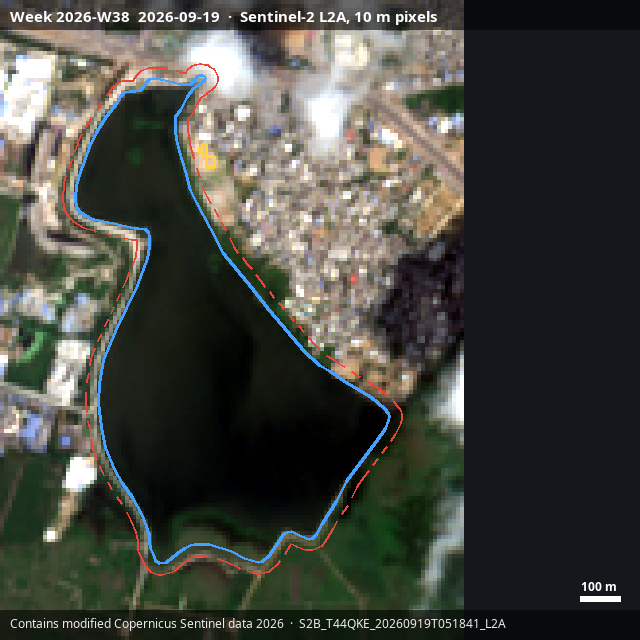 Week 2026-W38  2026-09-19  ·  Sentinel-2 L2A, 10 m pixels
100 m
Contains modified Copernicus Sentinel data 2026  ·  S2B_T44QKE_20260919T051841_L2A